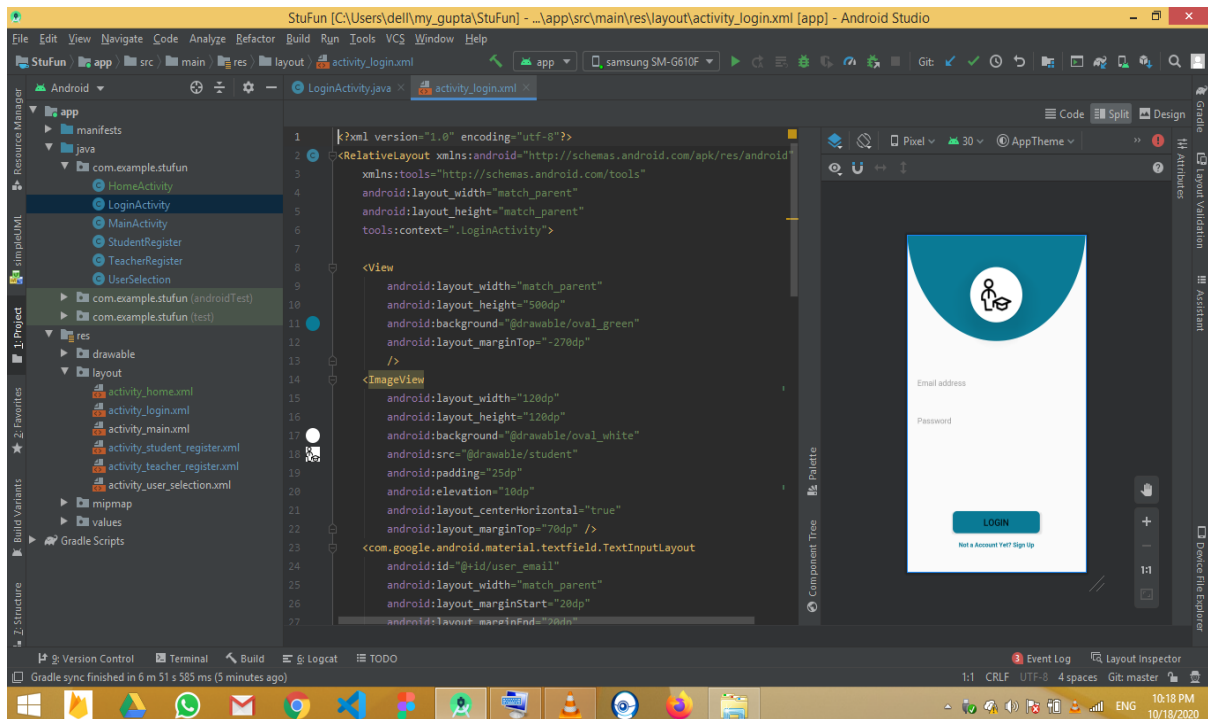 StuFun [C:\Users\dell\my_gupta\StuFun] - ...\app\src\main\res\layout\activity_login.xml [app] - Android Studio
File Edit View Navigate Code Analyze Refactor Build Run Tools VCS Window Help
StuFun app src main res layout activity_login.xml app samsung SM-G610F Git:
Android LoginActivity.java activity_login.xml
Code Split Design
app
manifests
java
com.example.stufun
HomeActivity
LoginActivity
MainActivity
StudentRegister
TeacherRegister
UserSelection
com.example.stufun (androidTest)
com.example.stufun (test)
res
drawable
layout
activity_home.xml
activity_login.xml
activity_main.xml
activity_student_register.xml
activity_teacher_register.xml
activity_user_selection.xml
mipmap
values
Gradle Scripts
Resource Manager
simpleUML
1: Project
2: Favorites
Build Variants
7: Structure
1 <?xml version="1.0" encoding="utf-8"?>
2 <RelativeLayout xmlns:android="http://schemas.android.com/apk/res/android"
3 xmlns:tools="http://schemas.android.com/tools"
4 android:layout_width="match_parent"
5 android:layout_height="match_parent"
6 tools:context=".LoginActivity">
7
8 <View
9 android:layout_width="match_parent"
10 android:layout_height="500dp"
11 android:background="@drawable/oval_green"
12 android:layout_marginTop="-270dp"
13 />
14 <ImageView
15 android:layout_width="120dp"
16 android:layout_height="120dp"
17 android:background="@drawable/oval_white"
18 android:src="@drawable/student"
19 android:padding="25dp"
20 android:elevation="10dp"
21 android:layout_centerHorizontal="true"
22 android:layout_marginTop="70dp" />
23 <com.google.android.material.textfield.TextInputLayout
24 android:id="@+id/user_email"
25 android:layout_width="match_parent"
26 android:layout_marginStart="20dp"
27 android:layout_marginEnd="20dp"
Palette
Component Tree
Pixel 30 AppTheme
Email address
Password
LOGIN
Not a Account Yet? Sign Up
1:1
Attributes
Gradle
Layout Validation
Assistant
Device File Explorer
9: Version Control Terminal Build 6: Logcat TODO 3 Event Log Layout Inspector
Gradle sync finished in 6 m 51 s 585 ms (5 minutes ago) 1:1 CRLF UTF-8 4 spaces Git: master
ENG
10:18 PM
10/18/2020